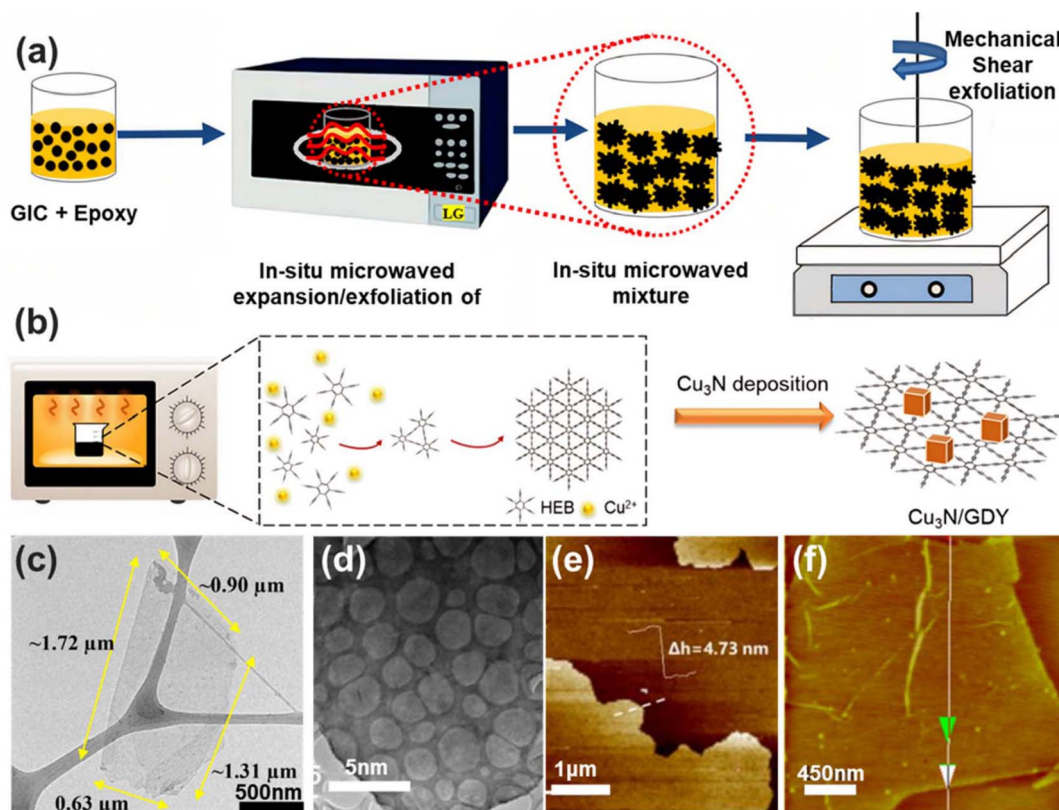 (a)
Mechanical
Shear
exfoliation
GIC + Epoxy
LG
In-situ microwaved
expansion/exfoliation of
In-situ microwaved
mixture
(b)
HEB
Cu²⁺
Cu₃N deposition
Cu₃N/GDY
(c)
~0.90 µm
~1.72 µm
~1.31 µm
0.63 µm
500nm
(d)
5nm
(e)
Δh=4.73 nm
1µm
(f)
450nm